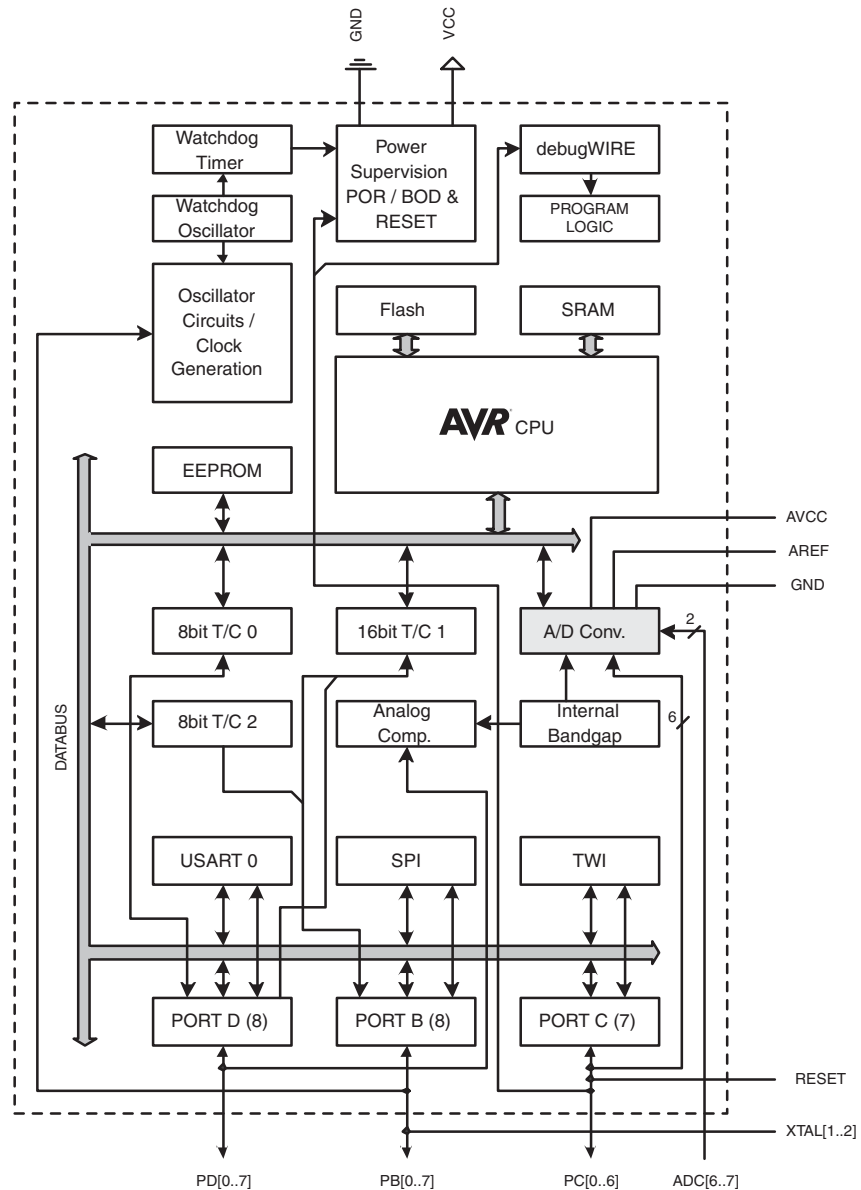 GND
VCC
Watchdog
Timer
Power
Supervision
POR / BOD &
RESET
debugWIRE
Watchdog
Oscillator
PROGRAM
LOGIC
Oscillator
Circuits /
Clock
Generation
Flash
SRAM
AVR CPU
EEPROM
AVCC
AREF
GND
8bit T/C 0
16bit T/C 1
A/D Conv.
2
DATABUS
8bit T/C 2
Analog
Comp.
Internal
Bandgap
6
USART 0
SPI
TWI
PORT D (8)
PORT B (8)
PORT C (7)
RESET
XTAL[1..2]
PD[0..7]
PB[0..7]
PC[0..6]
ADC[6..7]